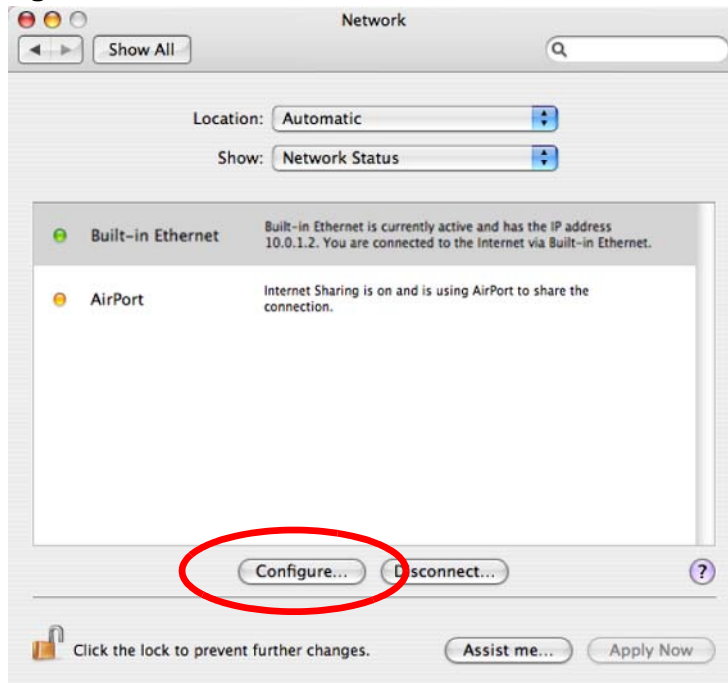 Network
Show All
Location: Automatic
Show: Network Status
Built-in Ethernet
Built-in Ethernet is currently active and has the IP address
10.0.1.2. You are connected to the Internet via Built-in Ethernet.
AirPort
Internet Sharing is on and is using AirPort to share the
connection.
Configure... Disconnect... ?
Click the lock to prevent further changes. Assist me... Apply Now